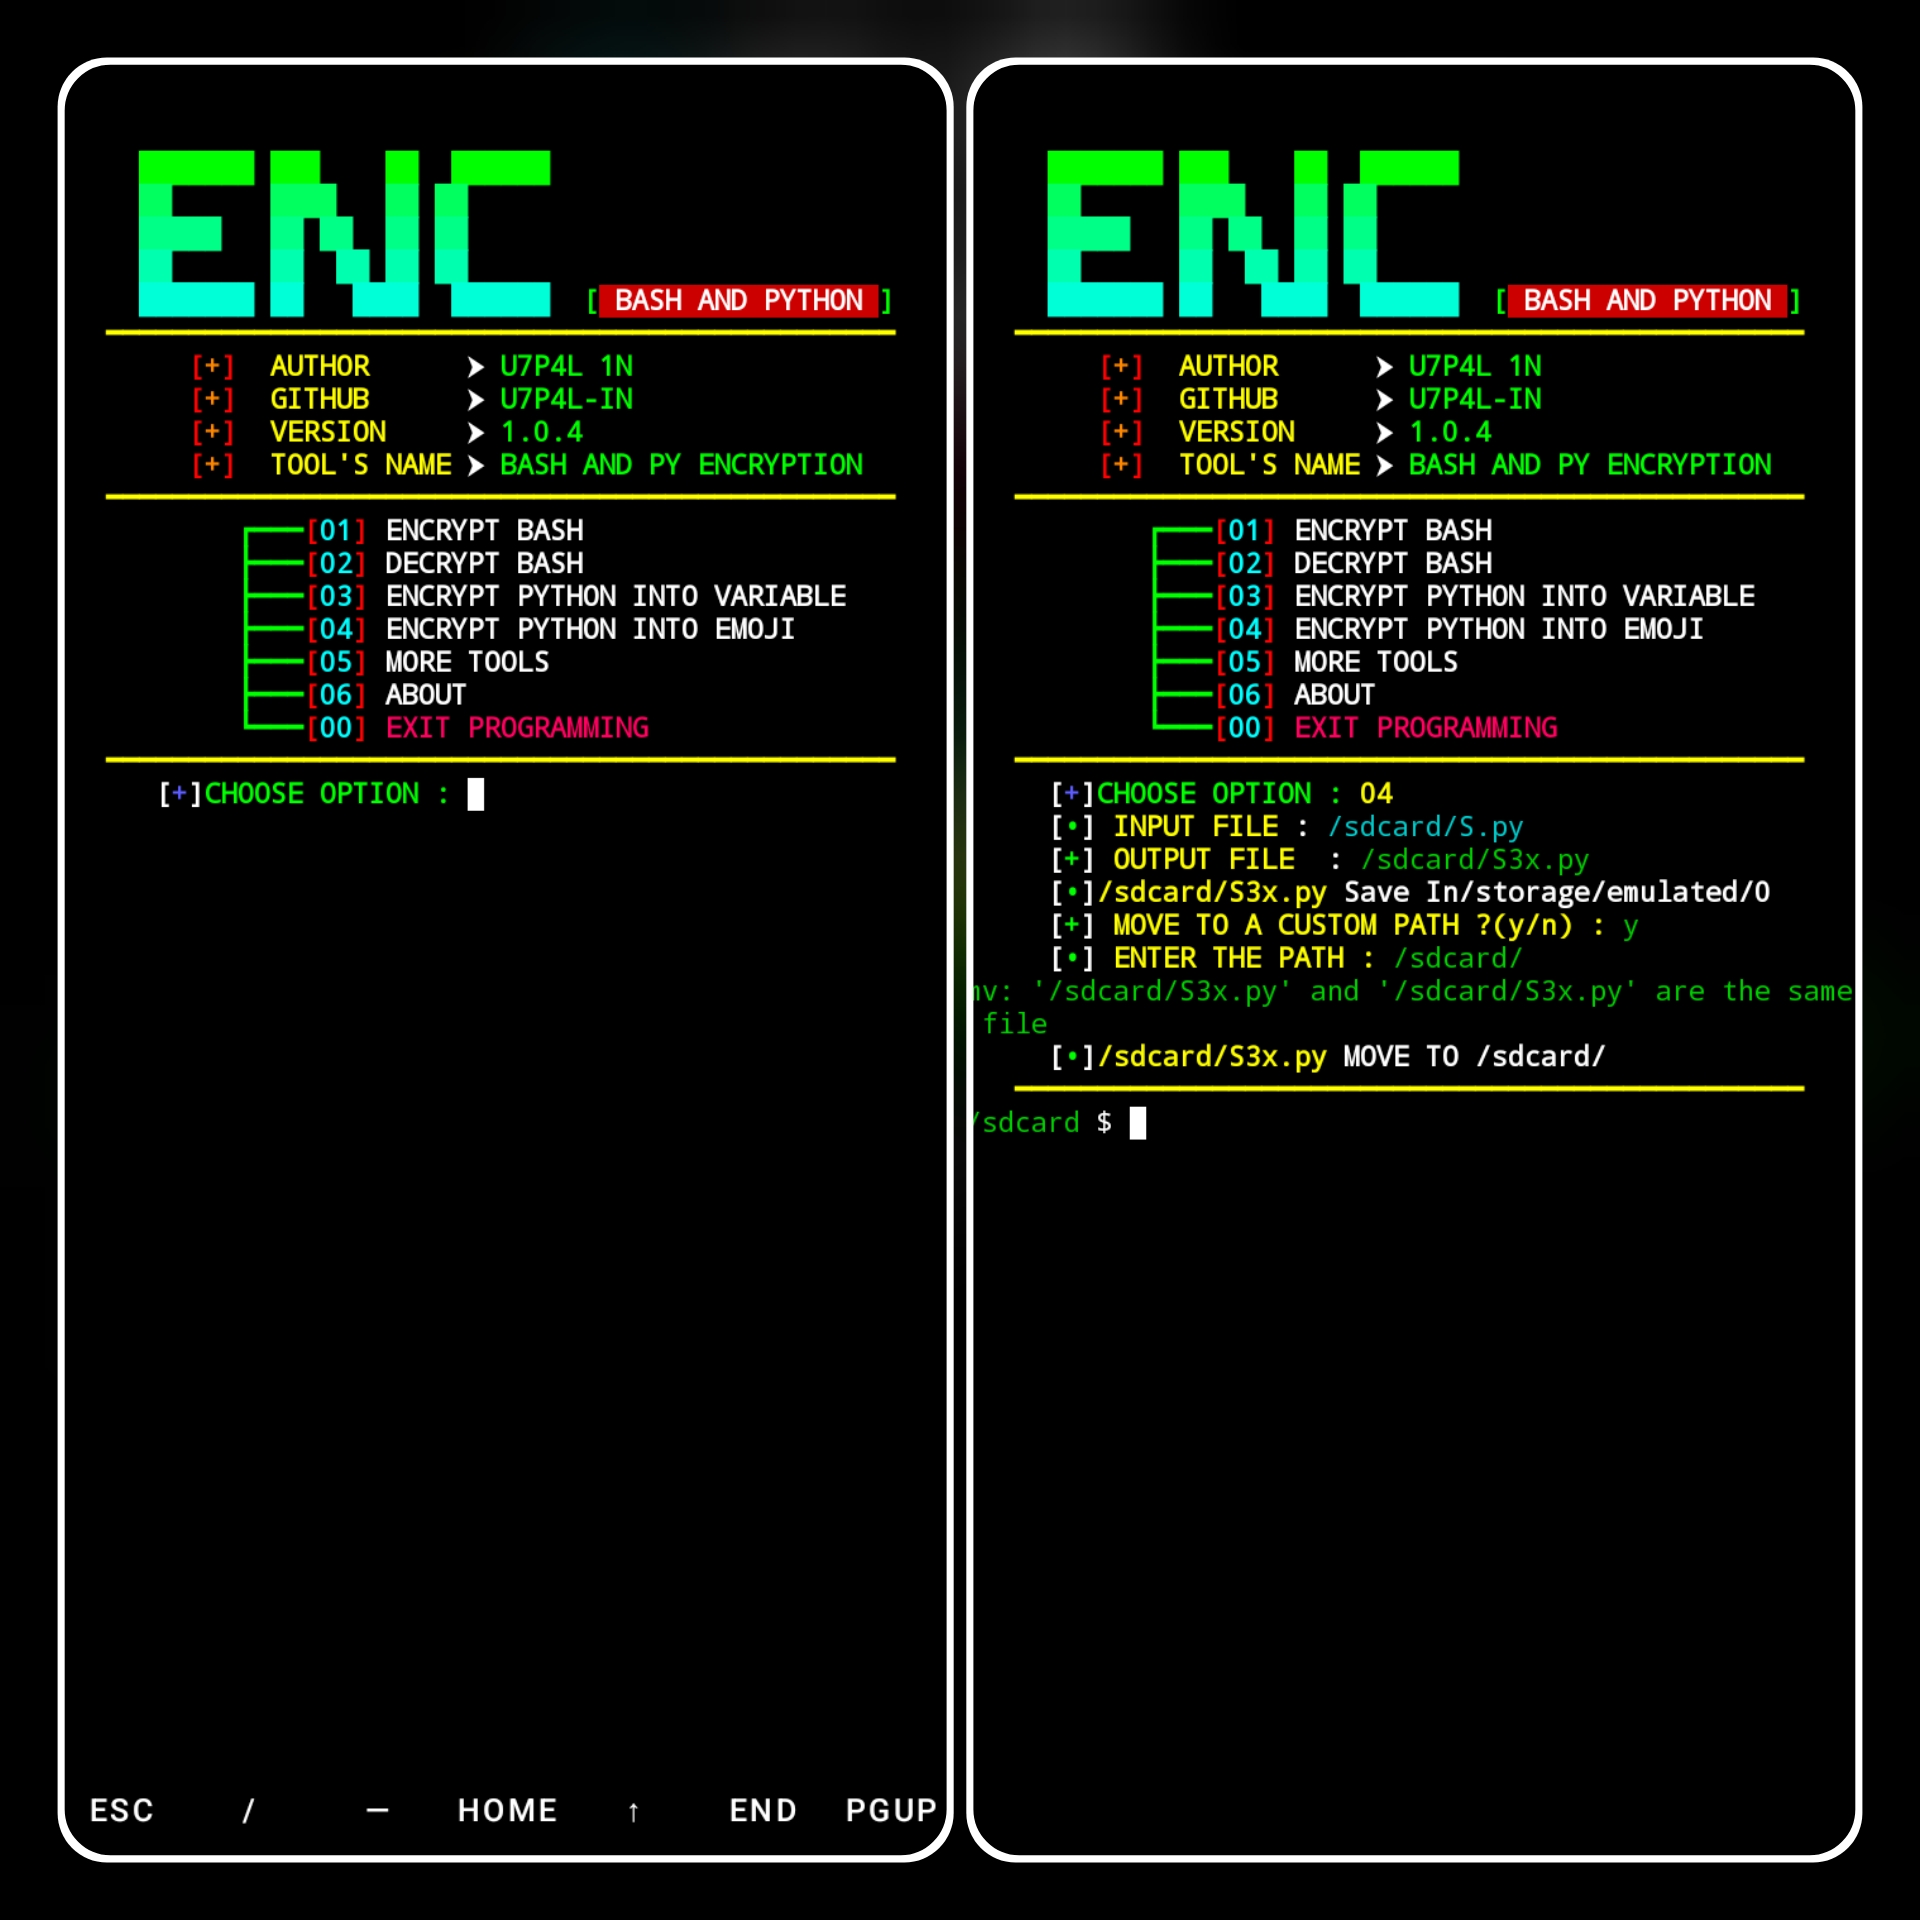 ENC
[ BASH AND PYTHON ]
[+] AUTHOR ➤ U7P4L 1N
[+] GITHUB ➤ U7P4L-IN
[+] VERSION ➤ 1.0.4
[+] TOOL'S NAME ➤ BASH AND PY ENCRYPTION
[01] ENCRYPT BASH
[02] DECRYPT BASH
[03] ENCRYPT PYTHON INTO VARIABLE
[04] ENCRYPT PYTHON INTO EMOJI
[05] MORE TOOLS
[06] ABOUT
[00] EXIT PROGRAMMING
[+]CHOOSE OPTION :
ESC / — HOME ↑ END PGUP
ENC
[ BASH AND PYTHON ]
[+] AUTHOR ➤ U7P4L 1N
[+] GITHUB ➤ U7P4L-IN
[+] VERSION ➤ 1.0.4
[+] TOOL'S NAME ➤ BASH AND PY ENCRYPTION
[01] ENCRYPT BASH
[02] DECRYPT BASH
[03] ENCRYPT PYTHON INTO VARIABLE
[04] ENCRYPT PYTHON INTO EMOJI
[05] MORE TOOLS
[06] ABOUT
[00] EXIT PROGRAMMING
[+]CHOOSE OPTION : 04
[•] INPUT FILE : /sdcard/S.py
[+] OUTPUT FILE : /sdcard/S3x.py
[•]/sdcard/S3x.py Save In/storage/emulated/0
[+] MOVE TO A CUSTOM PATH ?(y/n) : y
[•] ENTER THE PATH : /sdcard/
mv: '/sdcard/S3x.py' and '/sdcard/S3x.py' are the same
file
[•]/sdcard/S3x.py MOVE TO /sdcard/
/sdcard $